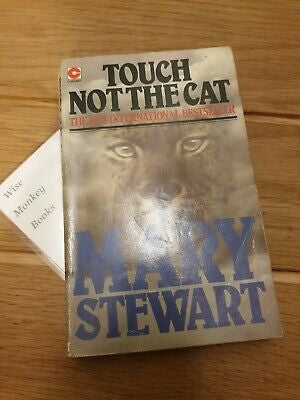 TOUCH
NOT THE CAT
INTERNATIONAL BESTSELLER
MARY
STEWART
Wise
Monkey
Books